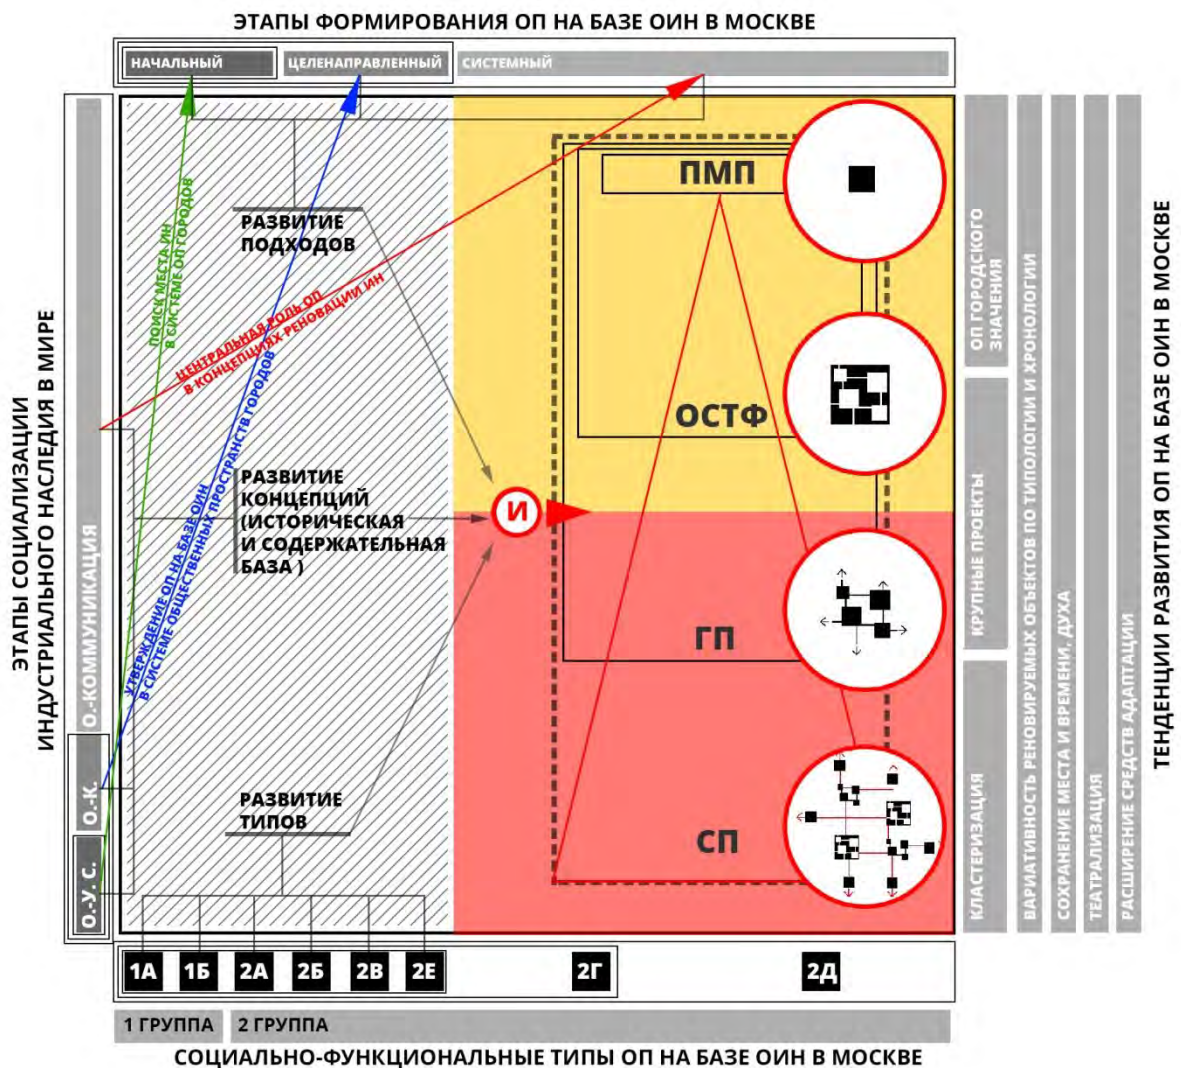 ЭТАПЫ ФОРМИРОВАНИЯ ОП НА БАЗЕ ОИН В МОСКВЕ
НАЧАЛЬНЫЙ
ЦЕЛЕНАПРАВЛЕННЫЙ
СИСТЕМНЫЙ
ЭТАПЫ СОЦИАЛИЗАЦИИ
ИНДУСТРИАЛЬНОГО НАСЛЕДИЯ В МИРЕ
О.-КОММУНИКАЦИЯ
О.-К.
О.-У. С.
ПОИСК МЕСТА ИН
В СИСТЕМЕ ОП ГОРОДОВ
ЦЕНТРАЛЬНАЯ РОЛЬ ОП
В КОНЦЕПЦИЯХ РЕНОВАЦИИ ИН
УТВЕРЖДЕНИЕ ОП НА БАЗЕ ОИН
В СИСТЕМЕ ОБЩЕСТВЕННЫХ ПРОСТРАНСТВ ГОРОДОВ
РАЗВИТИЕ
ПОДХОДОВ
РАЗВИТИЕ
КОНЦЕПЦИЙ
(ИСТОРИЧЕСКАЯ
И СОДЕРЖАТЕЛЬНАЯ
БАЗА )
РАЗВИТИЕ
ТИПОВ
И
ПМП
ОСТФ
ГП
СП
ОП ГОРОДСКОГО
ЗНАЧЕНИЯ
КРУПНЫЕ ПРОЕКТЫ
КЛАСТЕРИЗАЦИЯ
ВАРИАТИВНОСТЬ РЕНОВИРУЕМЫХ ОБЪЕКТОВ ПО ТИПОЛОГИИ И ХРОНОЛОГИИ
СОХРАНЕНИЕ МЕСТА И ВРЕМЕНИ, ДУХА
ТЕАТРАЛИЗАЦИЯ
РАСШИРЕНИЕ СРЕДСТВ АДАПТАЦИИ
ТЕНДЕНЦИИ РАЗВИТИЯ ОП НА БАЗЕ ОИН В МОСКВЕ
1А
1Б
2А
2Б
2В
2Е
2Г
2Д
1 ГРУППА
2 ГРУППА
СОЦИАЛЬНО-ФУНКЦИОНАЛЬНЫЕ ТИПЫ ОП НА БАЗЕ ОИН В МОСКВЕ